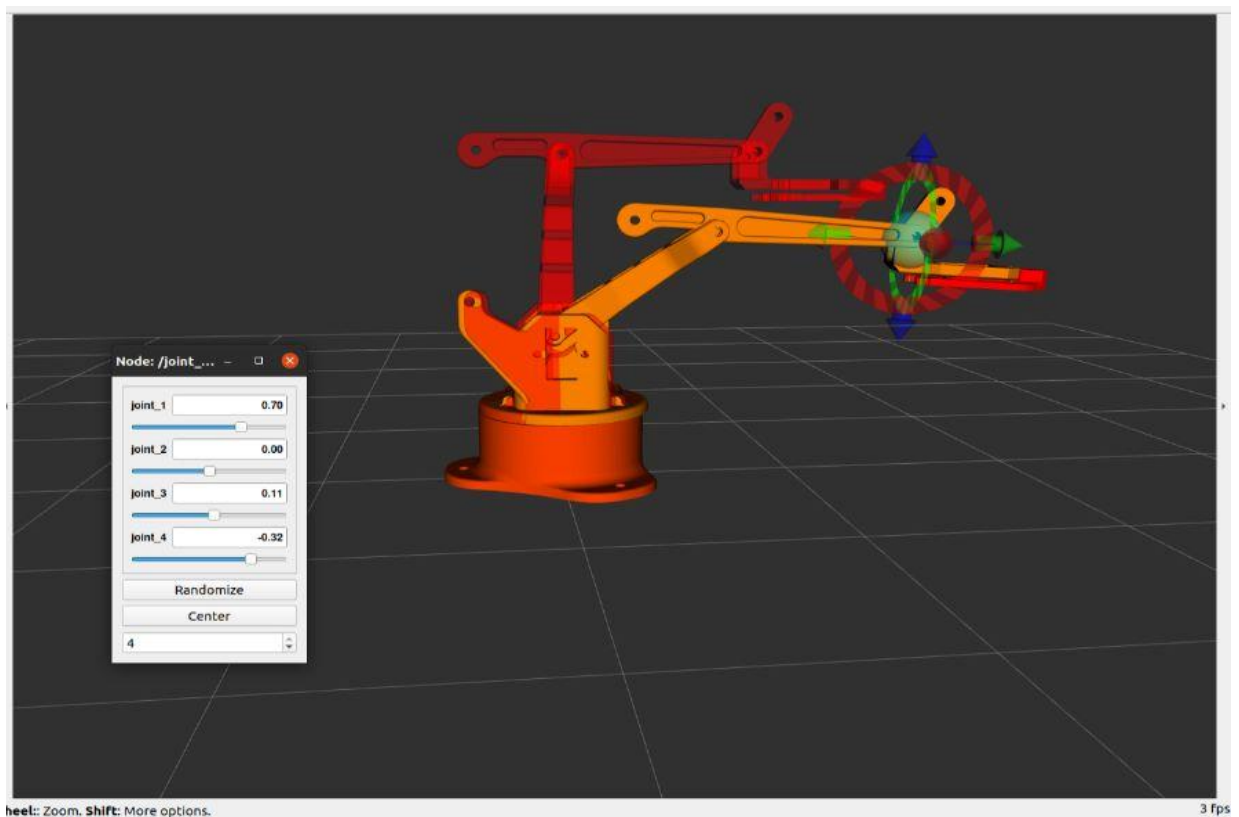 Node: /joint_...
joint_1 0.70
joint_2 0.00
joint_3 0.11
joint_4 -0.32
Randomize
Center
4
heel:: Zoom. Shift: More options.
3 fps